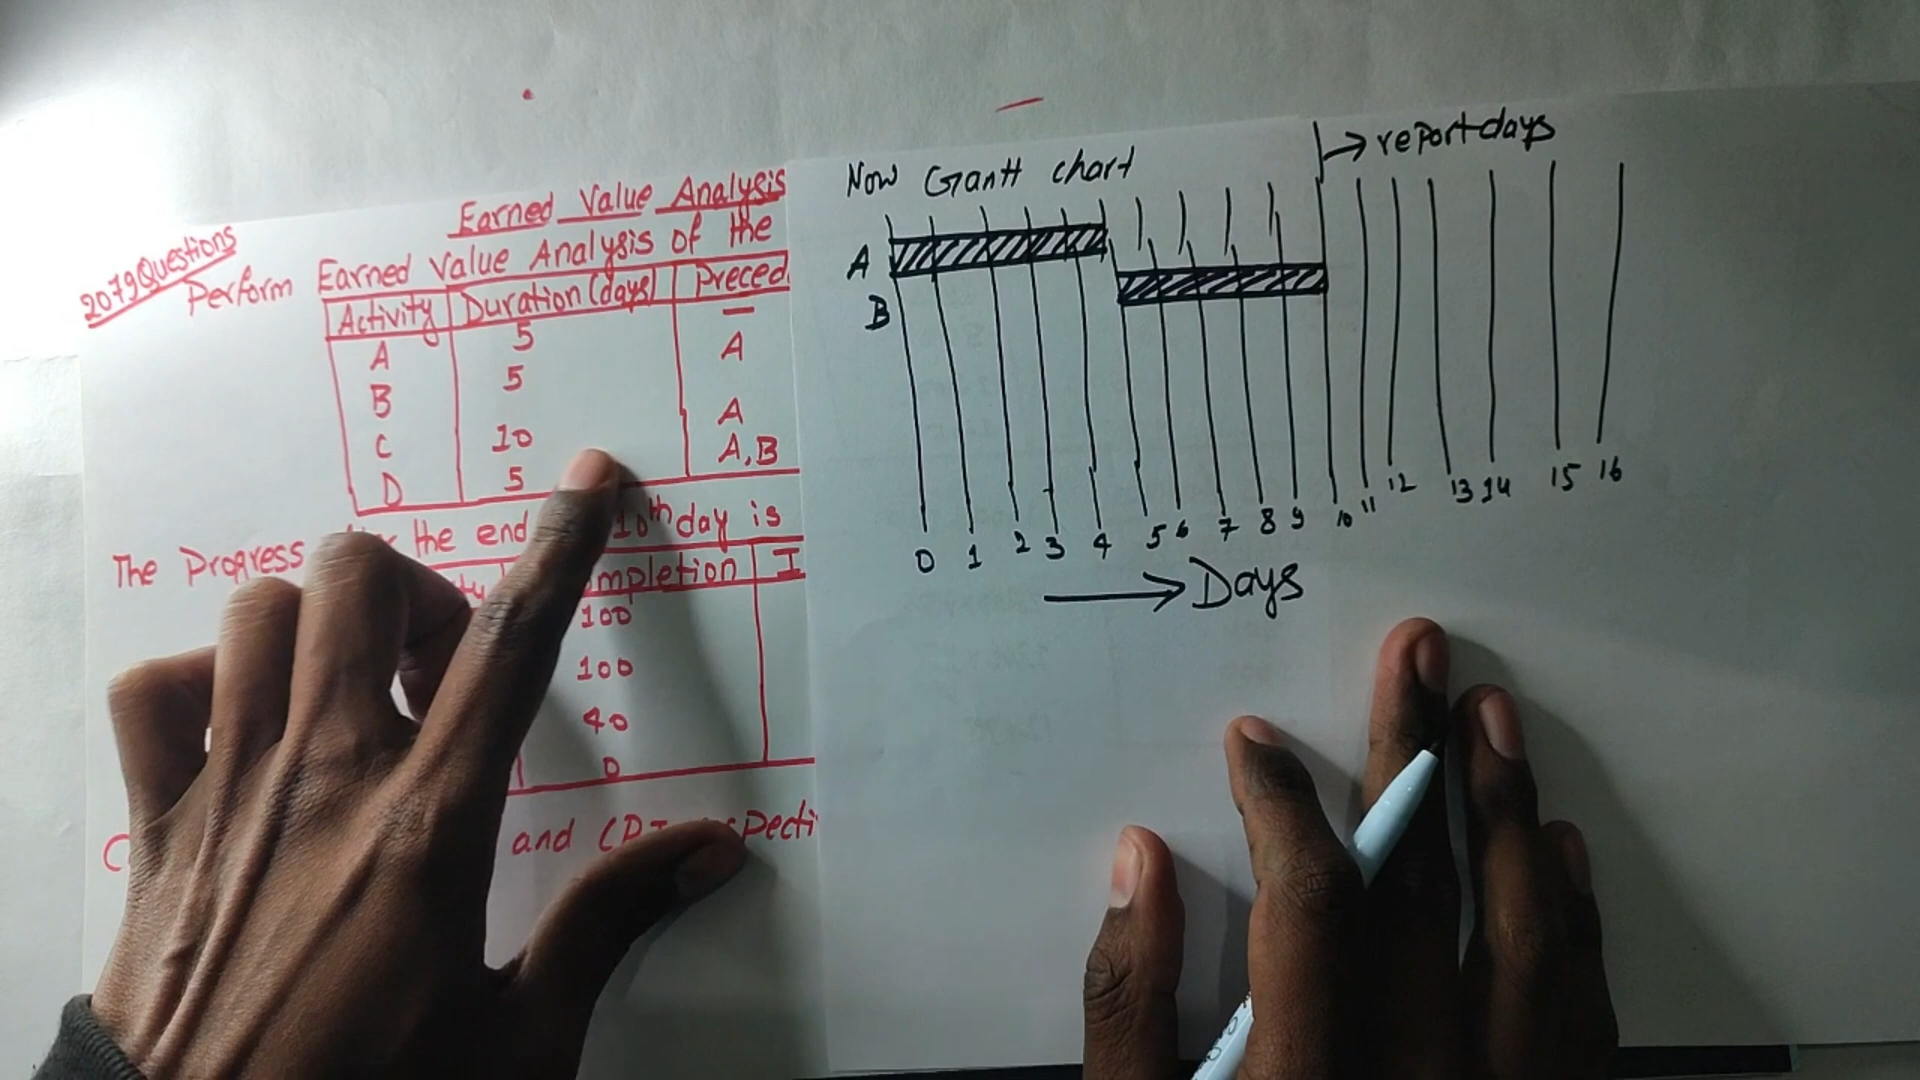 Earned Value Analysis
2079 Questions
Perform Earned Value Analysis of the
Activity Duration (days) Preced
A 5 —
B 5 A
C 10 A
D 5 A,B
The Progress the end 10th day is
mpletion I
100
100
40
0
C and
Now Gantt chart
→ report days
A
B
0 1 2 3 4 5 6 7 8 9 10 11 12 13 14 15 16
→ Days